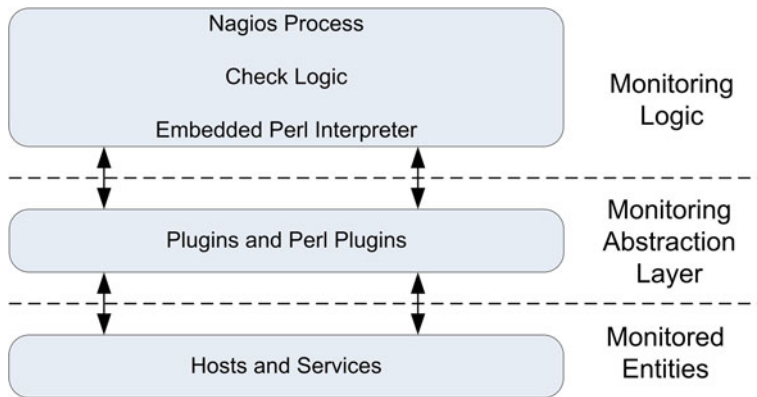 Nagios Process
Check Logic
Embedded Perl Interpreter
Monitoring
Logic
Plugins and Perl Plugins
Monitoring
Abstraction
Layer
Hosts and Services
Monitored
Entities